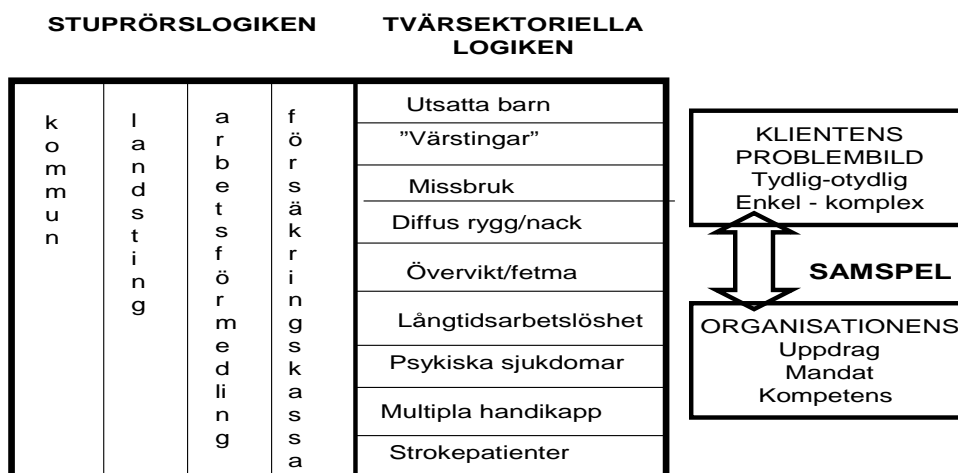 STUPRÖRSLOGIKEN
TVÄRSEKTORIELLA
LOGIKEN
kommun
landsting
arbetsförmedling
försäkringskassa
Utsatta barn
”Värstingar”
Missbruk
Diffus rygg/nack
Övervikt/fetma
Långtidsarbetslöshet
Psykiska sjukdomar
Multipla handikapp
Strokepatienter
KLIENTENS
PROBLEMBILD
Tydlig-otydlig
Enkel - komplex
SAMSPEL
ORGANISATIONENS
Uppdrag
Mandat
Kompetens